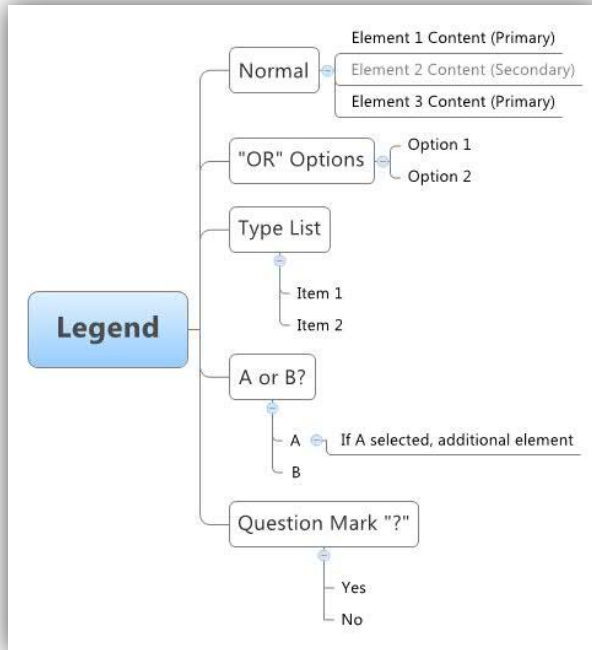 Legend
Normal
Element 1 Content (Primary)
Element 2 Content (Secondary)
Element 3 Content (Primary)
"OR" Options
Option 1
Option 2
Type List
Item 1
Item 2
A or B?
A
If A selected, additional element
B
Question Mark "?"
Yes
No